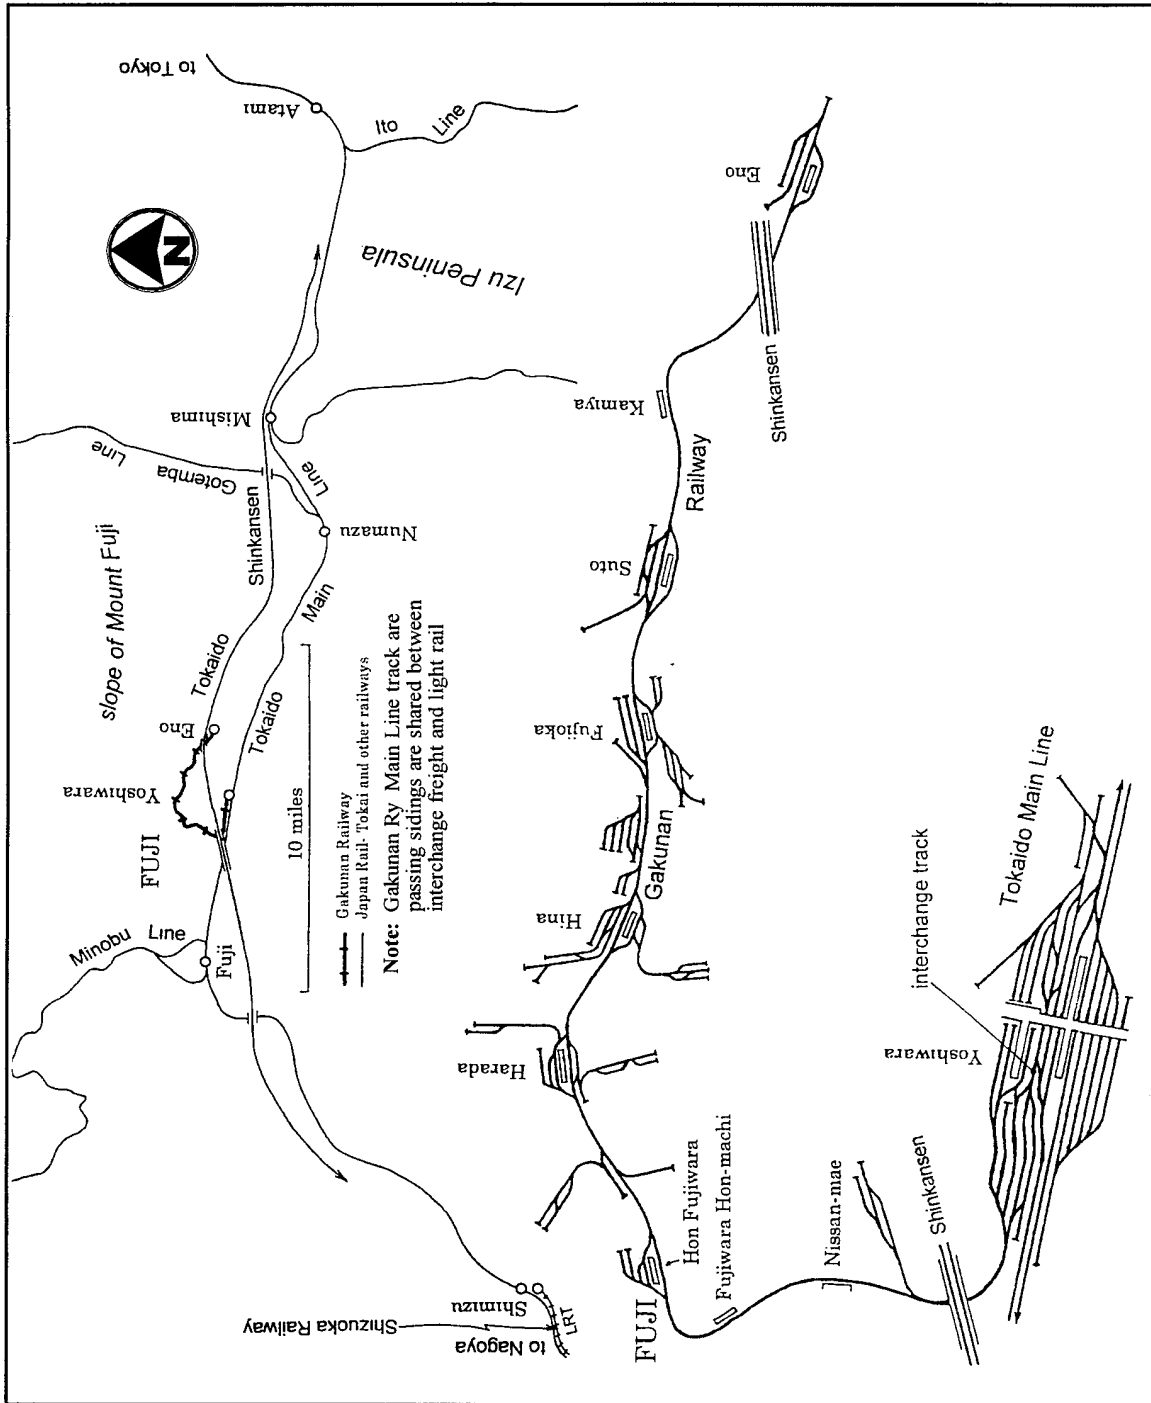 to Tokyo
Atami
Ito
Line
N
Izu Peninsula
Mishima
Line
Gotemba
Line
Shinkansen
Numazu
slope of Mount Fuji
Main
Tokaido
Tokaido
Eno
Yoshiwara
FUJI
10 miles
Gakunan Railway
Japan Rail-Tokai and other railways
Note: Gakunan Ry Main Line track are
passing sidings are shared between
interchange freight and light rail
Minobu Line
Fuji
Shimizu
LRT
Shizuoka Railway
to Nagoya
Eno
Shinkansen
Kamiya
Railway
Suto
Fujioka
Gakunan
Hina
Harada
Hon Fujiwara
FUJI
Fujiwara Hon-machi
Nissan-mae
Shinkansen
Yoshiwara
interchange track
Tokaido Main Line